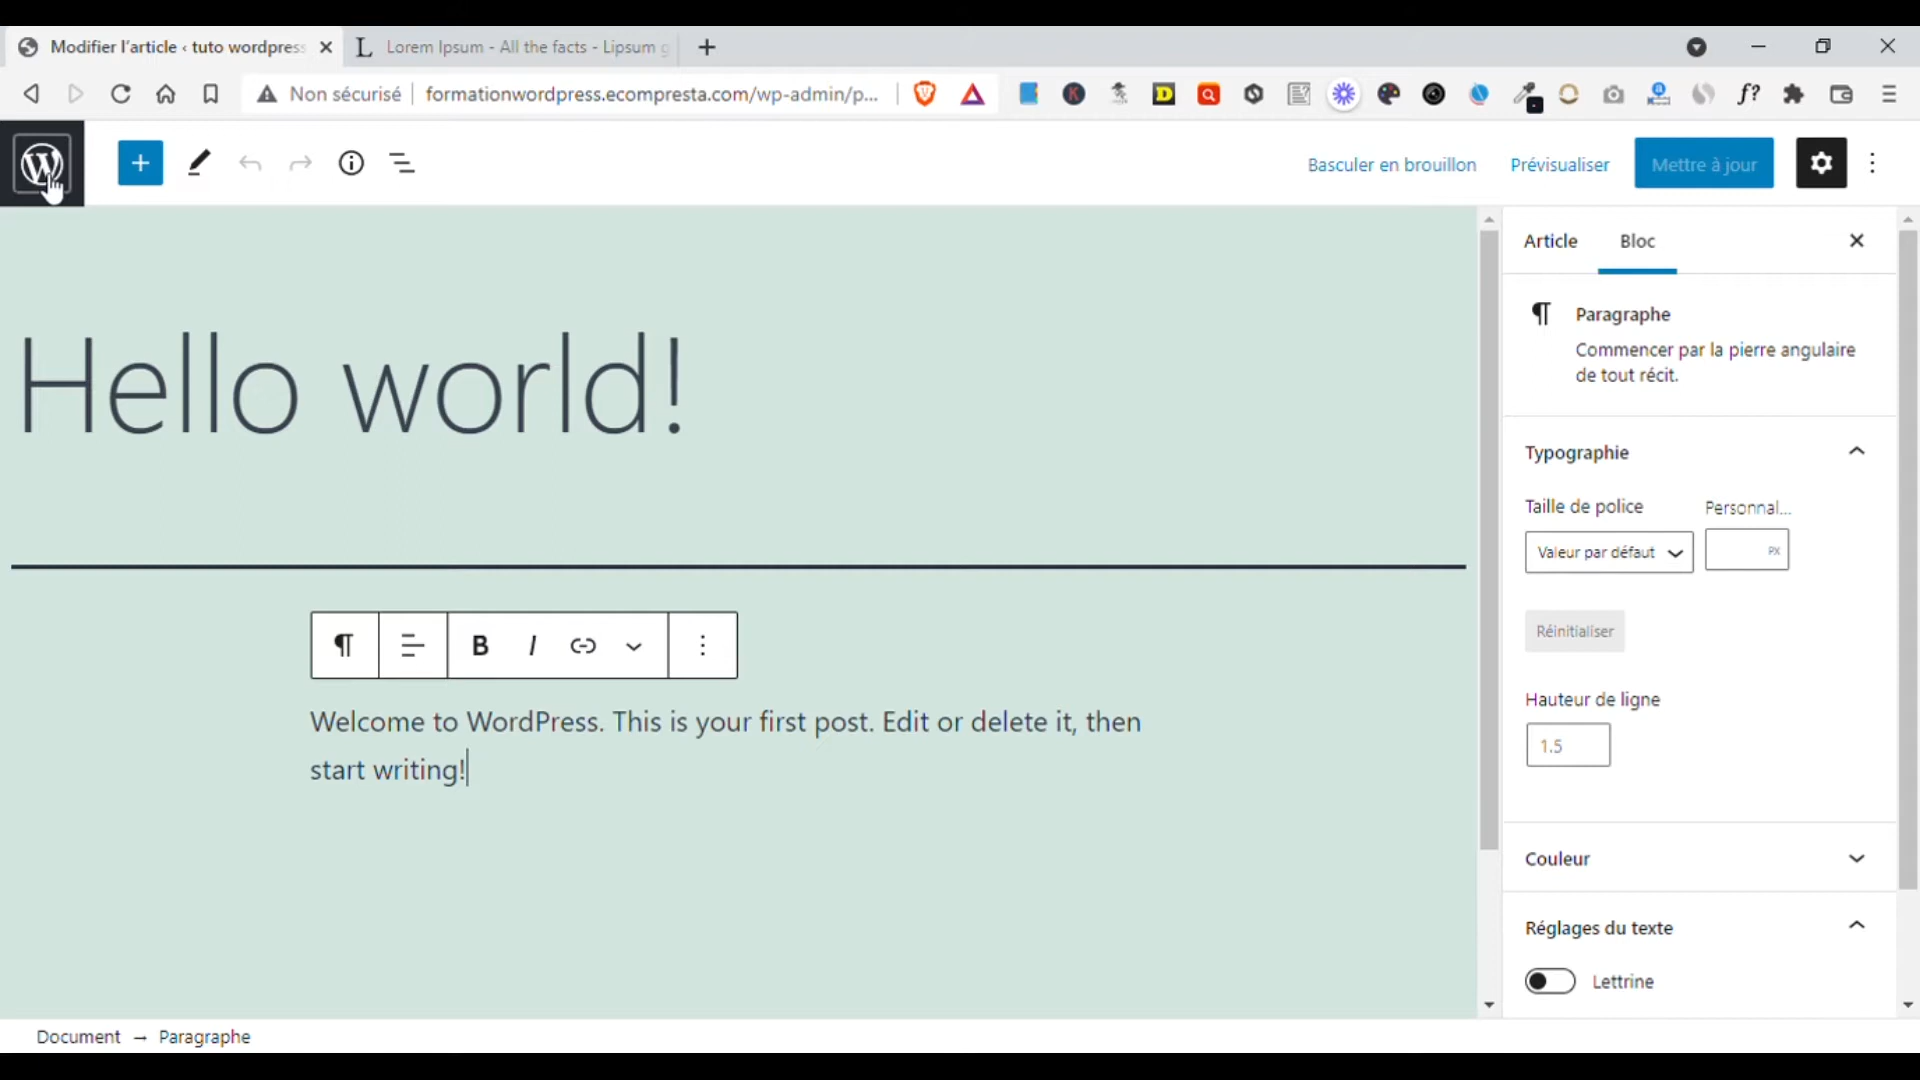 Modifier l'article ‹ tuto wordpress
Lorem Ipsum - All the facts - Lipsum g
Non sécurisé
formationwordpress.ecompresta.com/wp-admin/p...
Basculer en brouillon
Prévisualiser
Mettre à jour
Article
Bloc
Paragraphe
Commencer par la pierre angulaire
de tout récit.
Hello world!
Typographie
Taille de police
Personnal...
Valeur par défaut
PX
Réinitialiser
Hauteur de ligne
1.5
B I
Welcome to WordPress. This is your first post. Edit or delete it, then
start writing!
Couleur
Réglages du texte
Lettrine
Document → Paragraphe